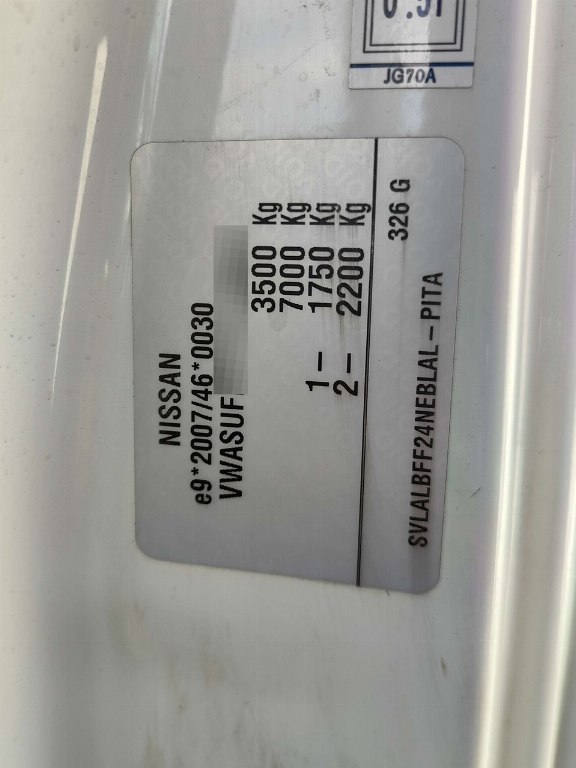 JG70A
NISSAN
e9*2007/46*0030
VWASUF
3500 Kg
7000 Kg
1- 1750 Kg
2- 2200 Kg
326 G
SVLALBFF24NEBLAL-PITA